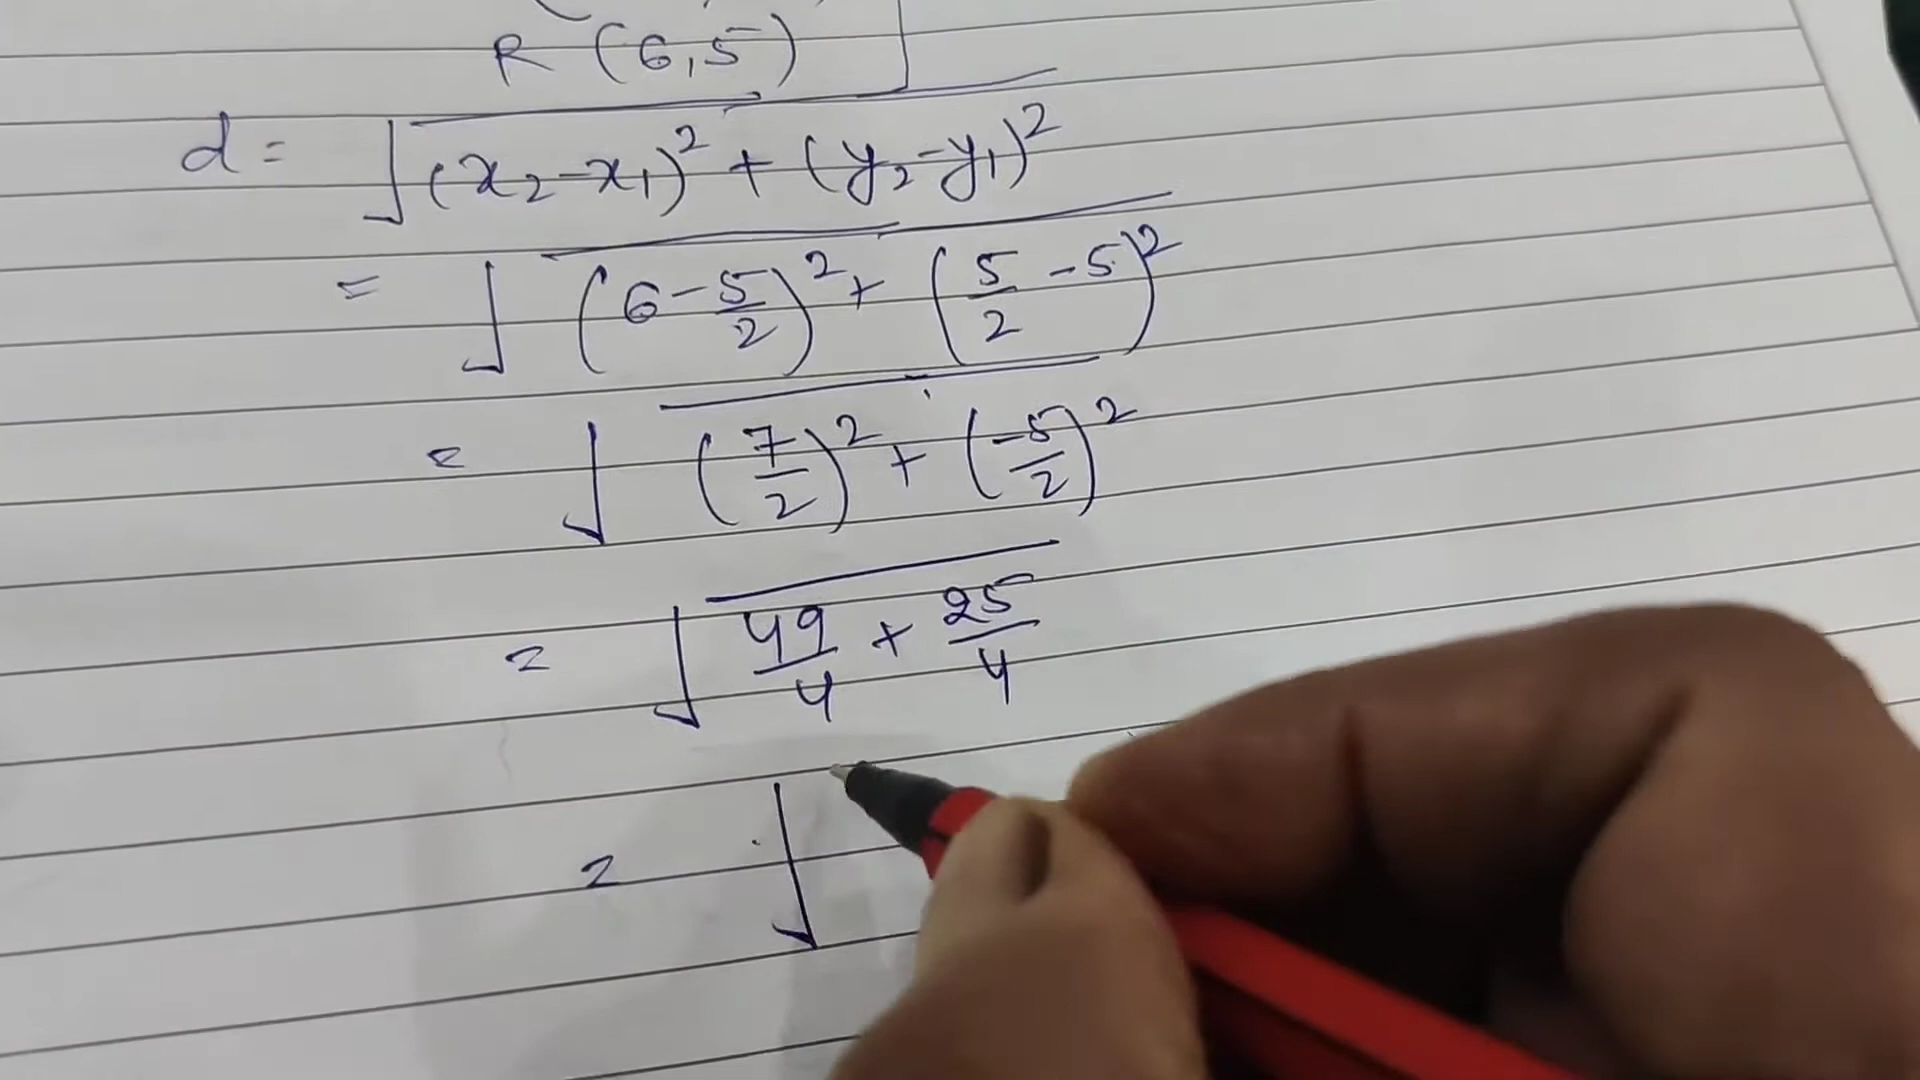 R (6,5)
d = √(x₂-x₁)² + (y₂-y₁)²
= √(6-5/2)² + (5/2-5)²
= √(7/2)² + (-5/2)²
= √49/4 + 25/4
= √